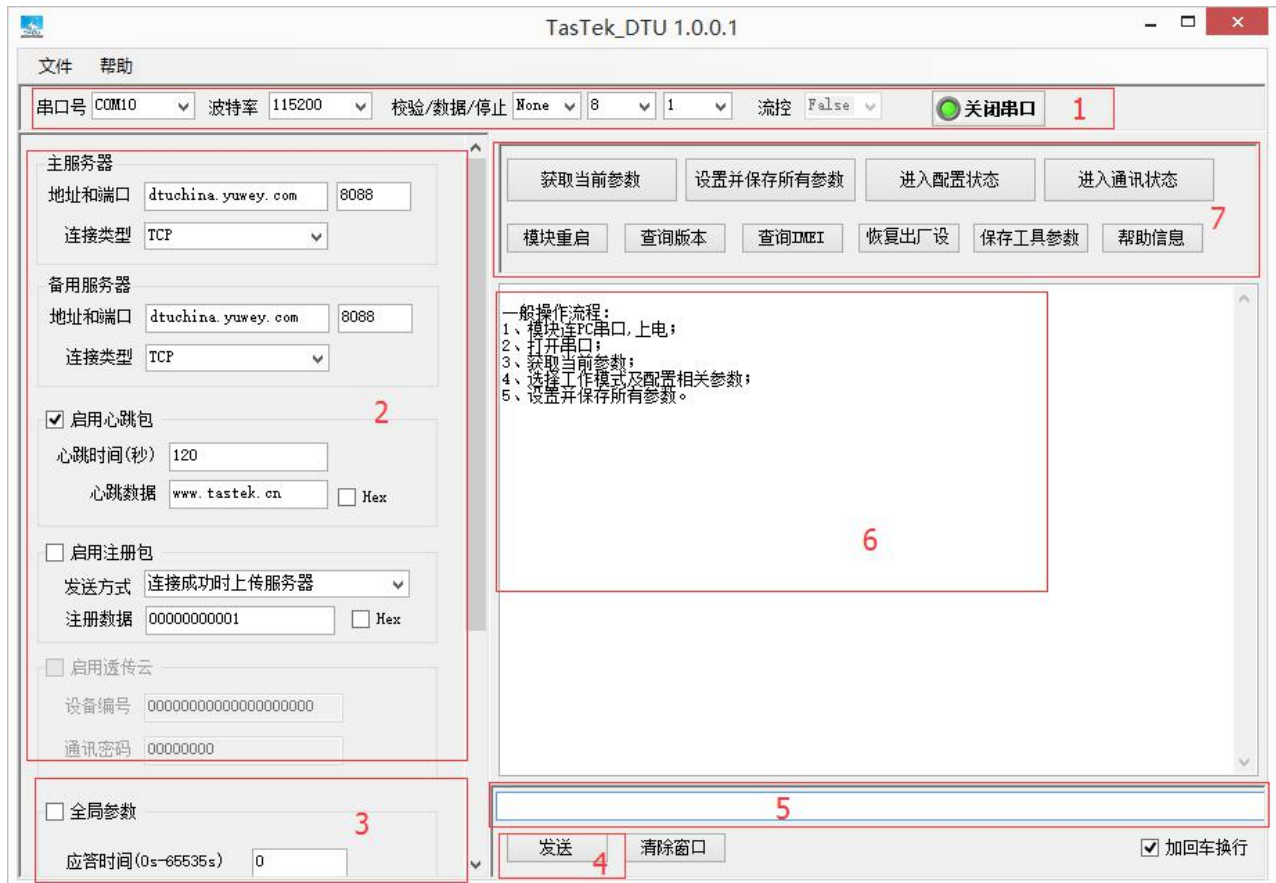 TasTek_DTU 1.0.0.1
文件 帮助
串口号 COM10 波特率 115200 校验/数据/停止 None 8 1 流控 False 关闭串口 1
主服务器
地址和端口 dtuchina.yuwey.com 8088
连接类型 TCP
备用服务器
地址和端口 dtuchina.yuwey.com 8088
连接类型 TCP
启用心跳包 2
心跳时间(秒) 120
心跳数据 www.tastek.cn Hex
启用注册包
发送方式 连接成功时上传服务器
注册数据 00000000001 Hex
启用透传云
设备编号 00000000000000000000
通讯密码 00000000
全局参数 3
应答时间(0s-65535s) 0
获取当前参数 设置并保存所有参数 进入配置状态 进入通讯状态
模块重启 查询版本 查询IMEI 恢复出厂设 保存工具参数 帮助信息 7
一般操作流程:
1、模块连PC串口,上电;
2、打开串口;
3、获取当前参数;
4、选择工作模式及配置相关参数;
5、设置并保存所有参数。
6
5
发送 4 清除窗口 加回车换行